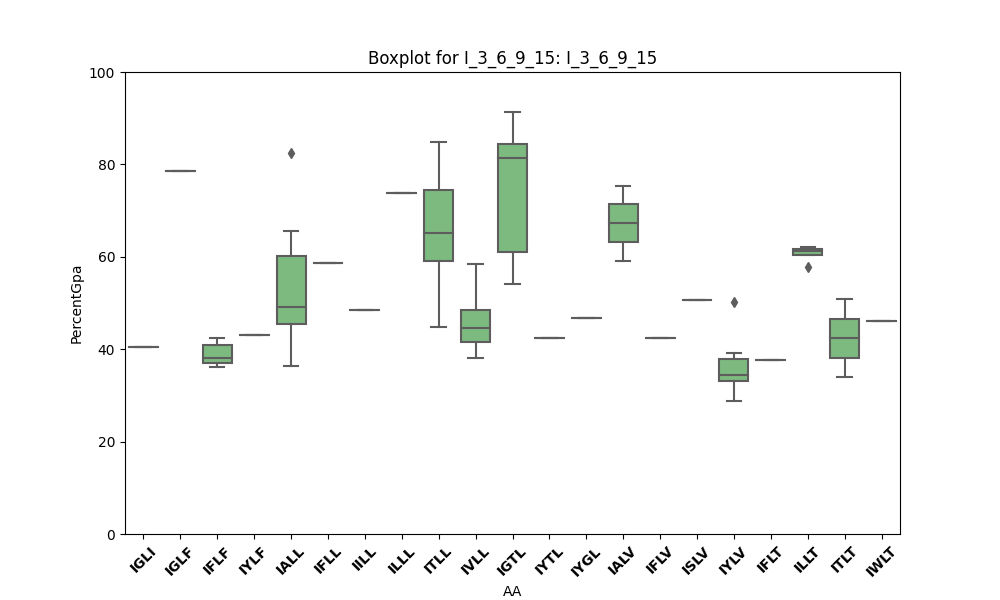 Boxplot for I_3_6_9_15: I_3_6_9_15
100
80
60
40
20
0
PercentGpa
IGLI IGLF IFLF IYLF IALL IFLL IILL ILLL ITLL IVLL IGTL IYTL IYGL IALV IFLV ISLV IYLV IFLT ILLT ITLT IWLT
AA